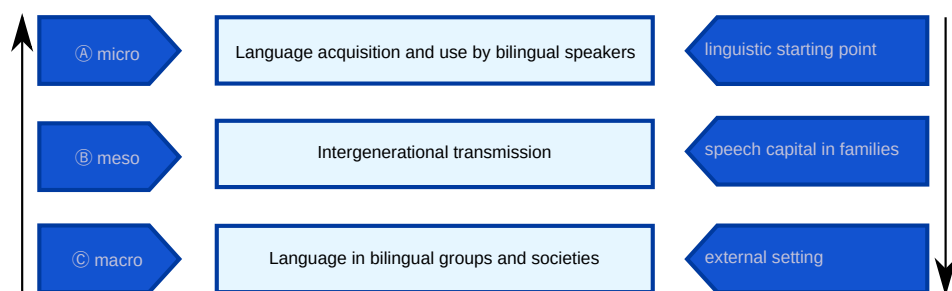 Ⓐ micro
Language acquisition and use by bilingual speakers
linguistic starting point
Ⓑ meso
Intergenerational transmission
speech capital in families
Ⓒ macro
Language in bilingual groups and societies
external setting